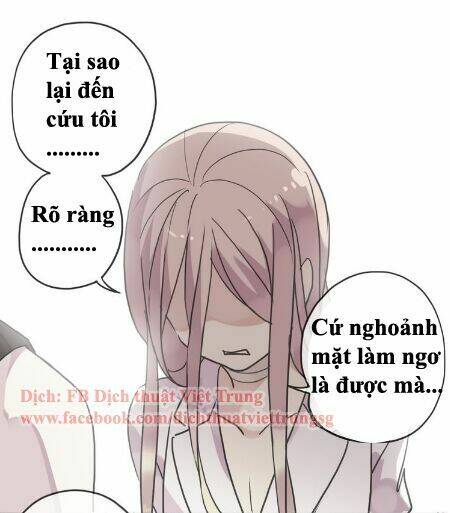 Tại sao
lại đến
cứu tôi
..........
Rõ ràng
...........
Cứ nghoảnh
mặt làm ngơ
là được mà...
Dịch: FB Dịch thuật Việt Trung
www.facebook.com/dichthuatviettrungsg